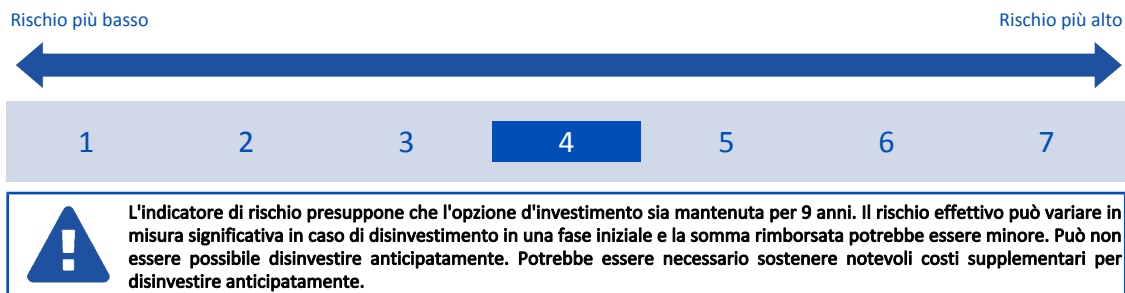 Rischio più basso Rischio più alto
1 2 3 4 5 6 7
L'indicatore di rischio presuppone che l'opzione d'investimento sia mantenuta per 9 anni. Il rischio effettivo può variare in
misura significativa in caso di disinvestimento in una fase iniziale e la somma rimborsata potrebbe essere minore. Può non
essere possibile disinvestire anticipatamente. Potrebbe essere necessario sostenere notevoli costi supplementari per
disinvestire anticipatamente.